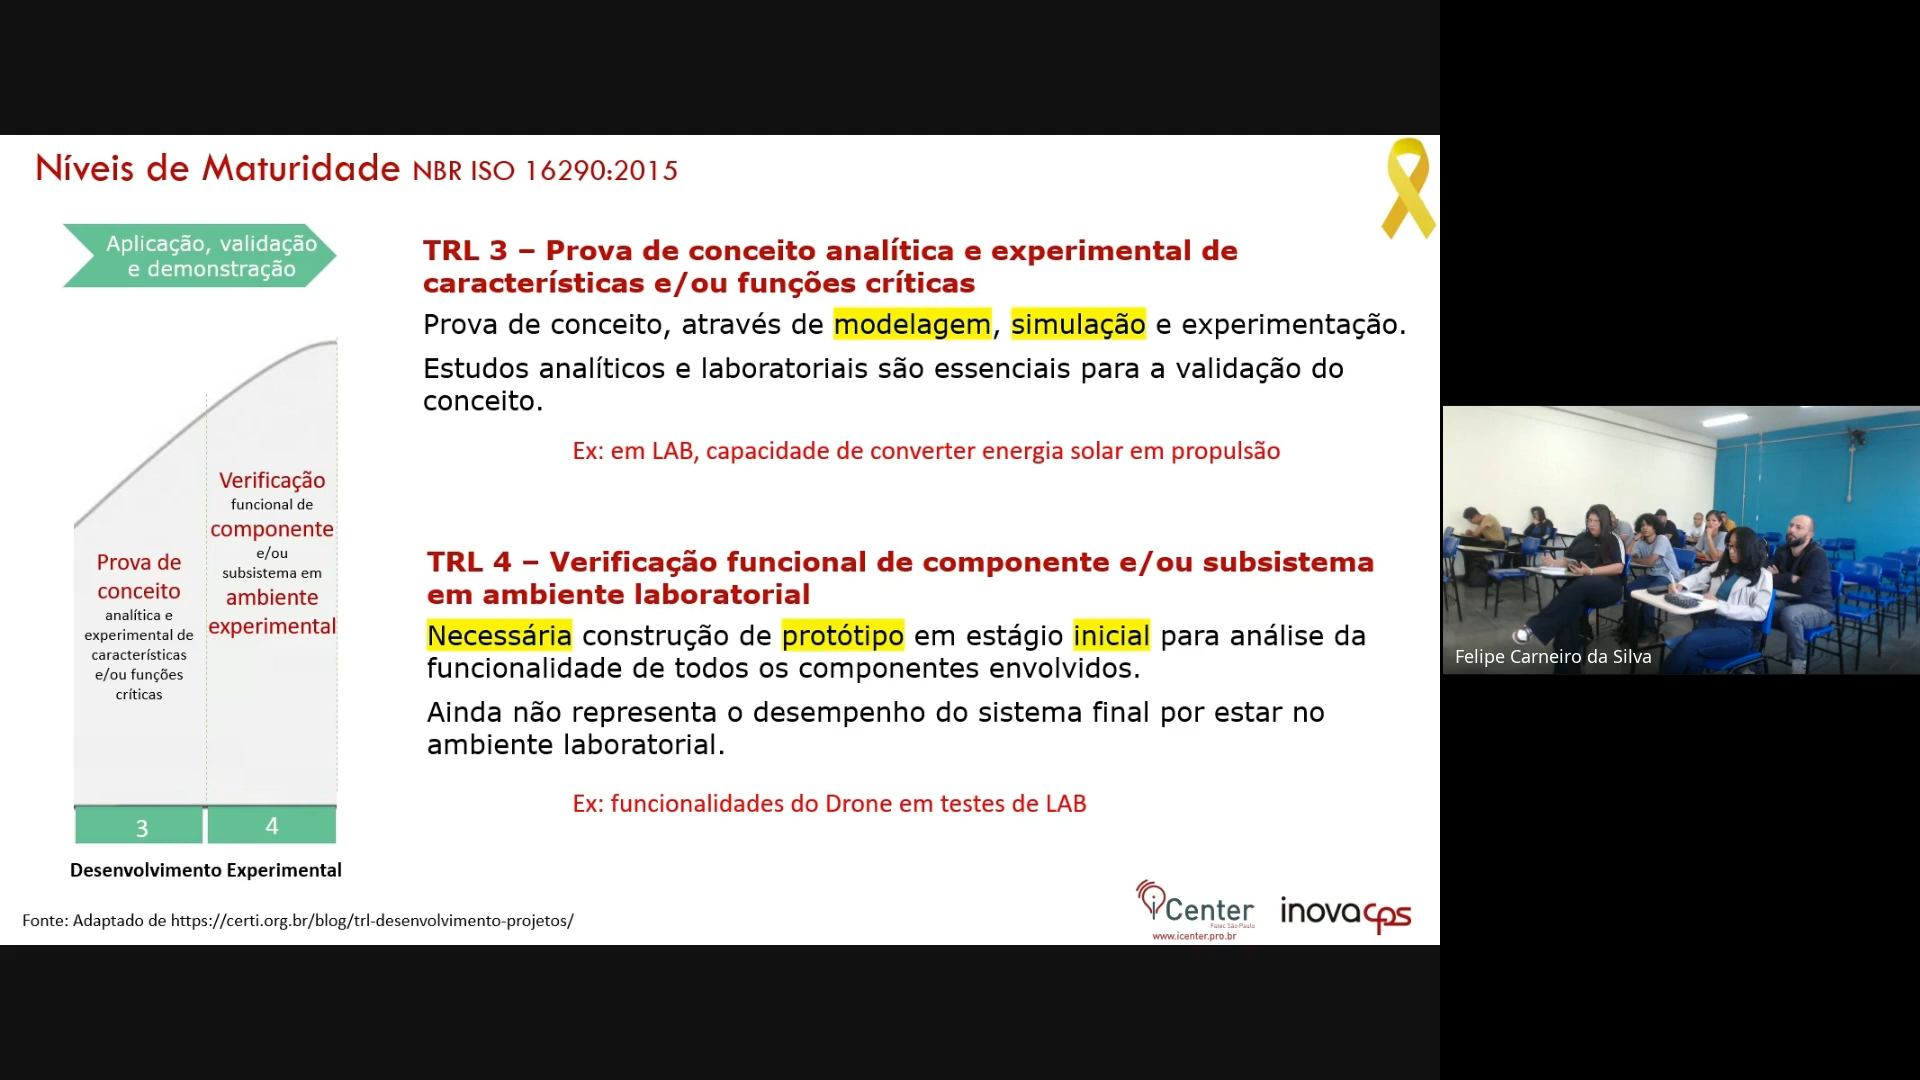 Níveis de Maturidade NBR ISO 16290:2015
Aplicação, validação
e demonstração
TRL 3 – Prova de conceito analítica e experimental de
características e/ou funções críticas
Prova de conceito, através de modelagem, simulação e experimentação.
Estudos analíticos e laboratoriais são essenciais para a validação do
conceito.
Ex: em LAB, capacidade de converter energia solar em propulsão
TRL 4 – Verificação funcional de componente e/ou subsistema
em ambiente laboratorial
Necessária construção de protótipo em estágio inicial para análise da
funcionalidade de todos os componentes envolvidos.
Ainda não representa o desempenho do sistema final por estar no
ambiente laboratorial.
Ex: funcionalidades do Drone em testes de LAB
Prova de
conceito
analítica e
experimental de
características
e/ou funções
críticas
Verificação
funcional de
componente
e/ou
subsistema em
ambiente
experimental
3
4
Desenvolvimento Experimental
Fonte: Adaptado de https://certi.org.br/blog/trl-desenvolvimento-projetos/
iCenter
Fatec São Paulo
www.icenter.pro.br
inovacps
Felipe Carneiro da Silva